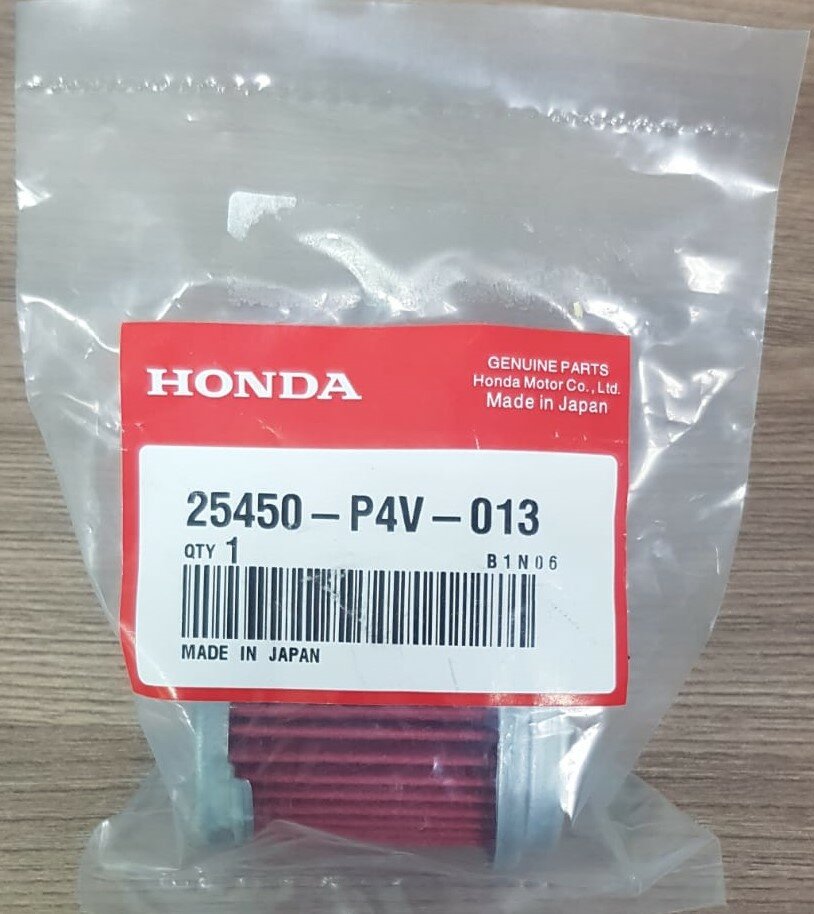 HONDA
GENUINE PARTS
Honda Motor Co., Ltd.
Made in Japan
25450-P4V-013
QTY 1
B1N06
MADE IN JAPAN